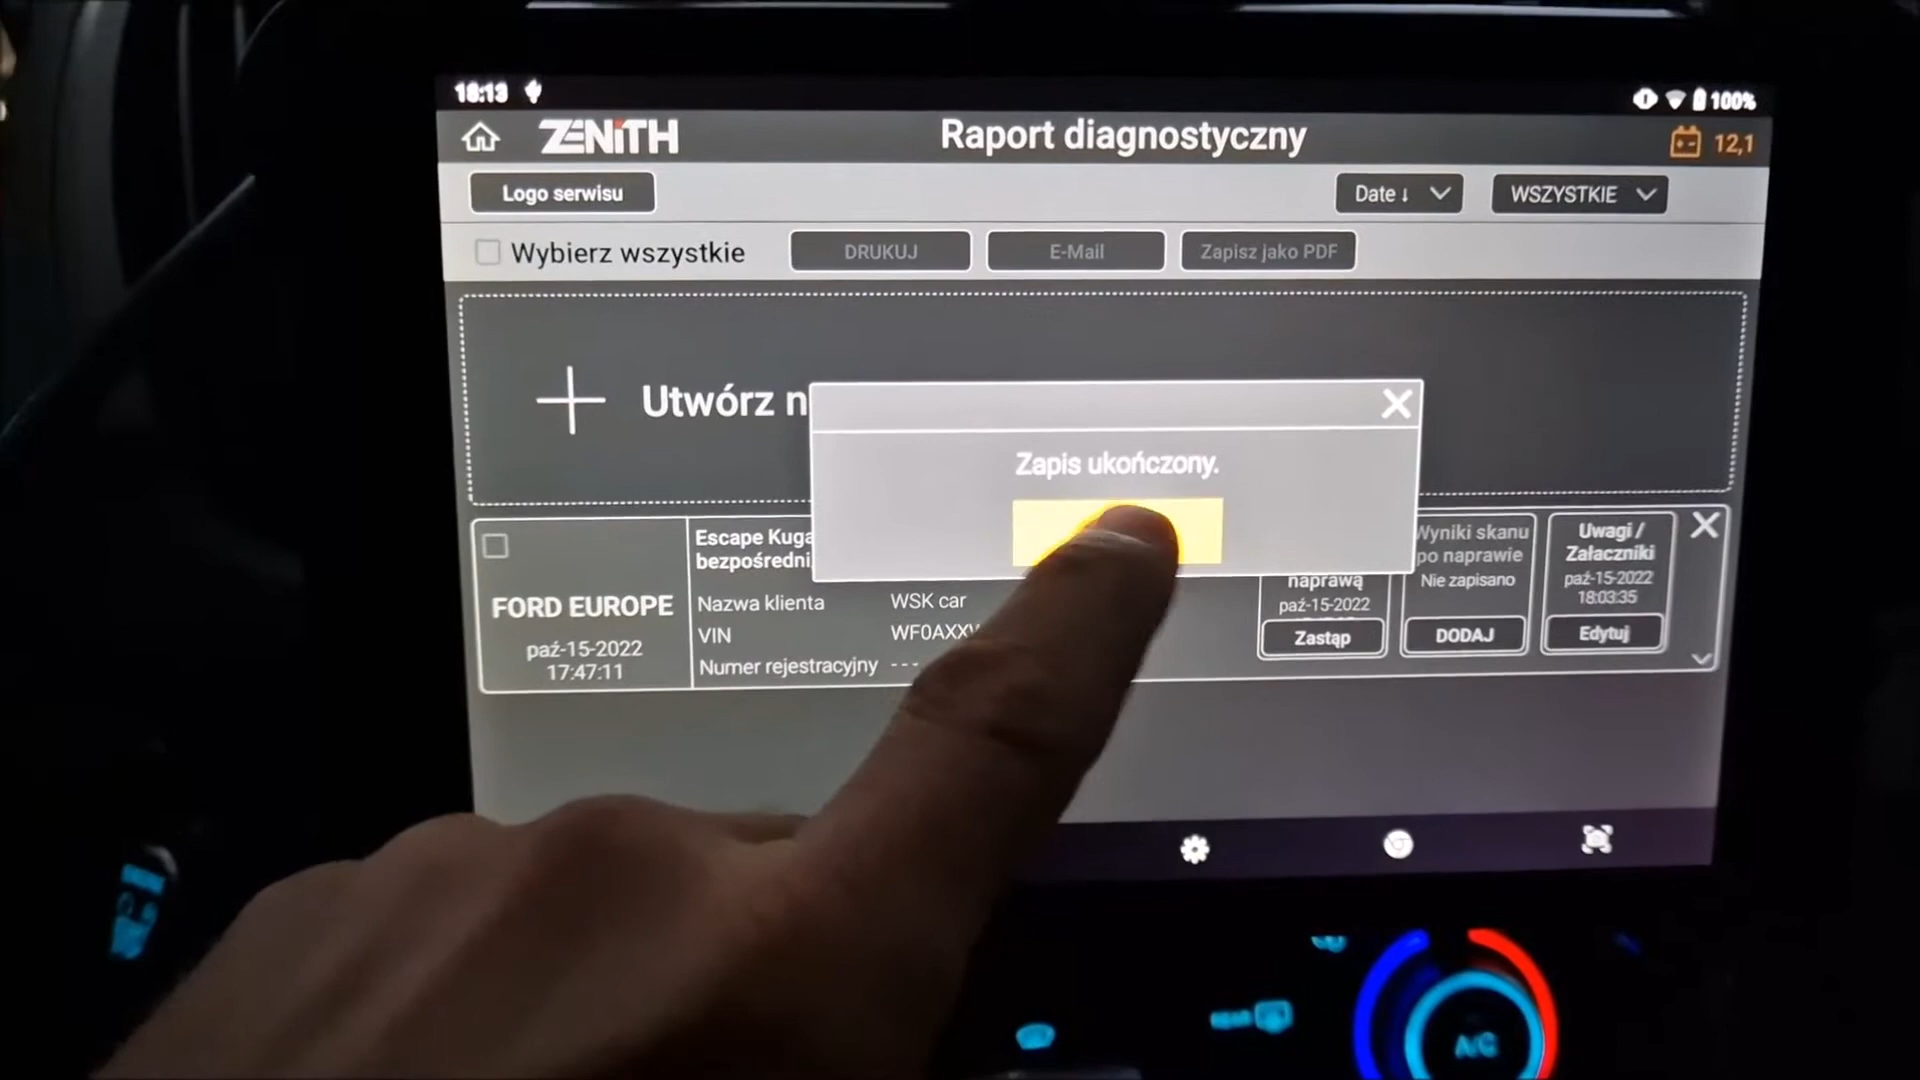 18:13
100%
ZENITH
Raport diagnostyczny
12,1
Logo serwisu
Date ↓
WSZYSTKIE
Wybierz wszystkie
DRUKUJ
E-Mail
Zapisz jako PDF
Utwórz n
Zapis ukończony.
FORD EUROPE
paź-15-2022
17:47:11
Escape Kuga
bezpośredni
Nazwa klienta
WSK car
VIN
WF0AXX
Numer rejestracyjny
---
naprawą
paź-15-2022
Zastąp
Wyniki skanu
po naprawie
Nie zapisano
DODAJ
Uwagi /
Załaczniki
paź-15-2022
18:03:35
Edytuj
REAR
A/C